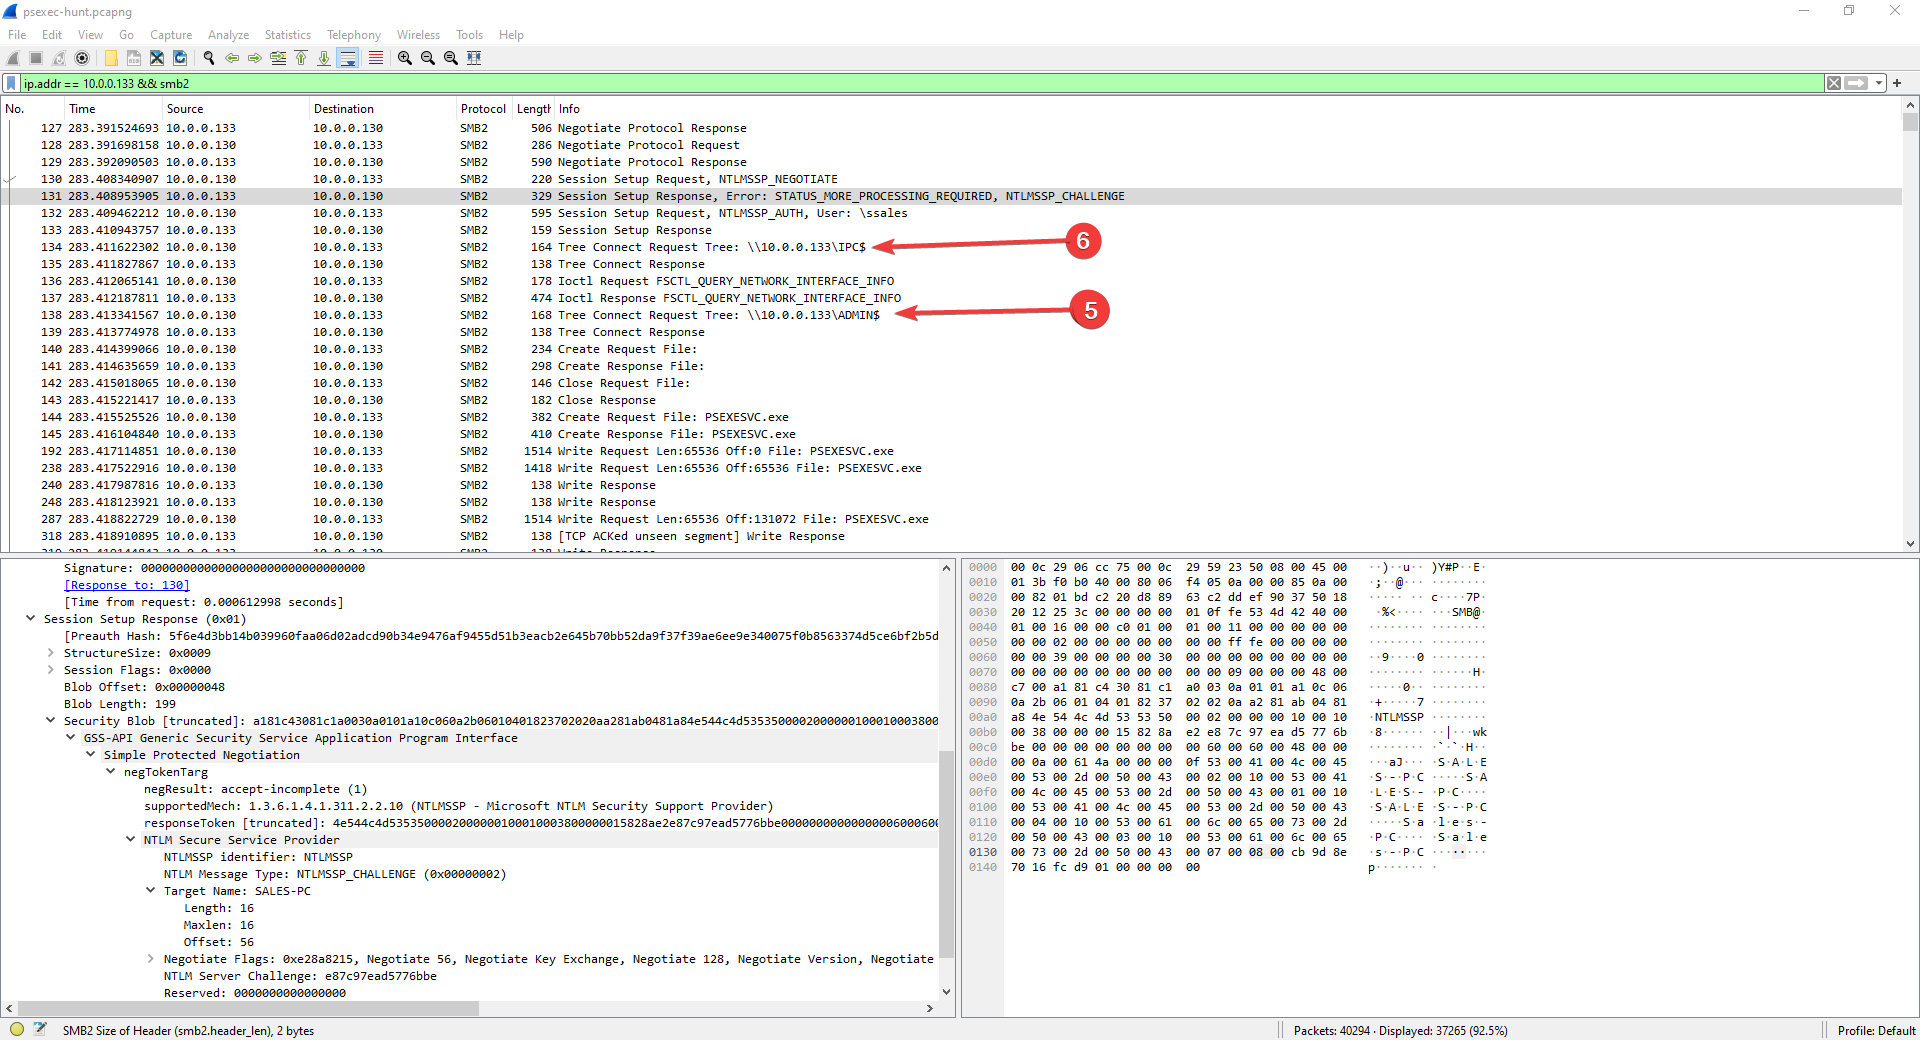 psexec-hunt.pcapng
File Edit View Go Capture Analyze Statistics Telephony Wireless Tools Help
ip.addr == 10.0.0.133 && smb2
No. Time Source Destination Protocol Length Info
127 283.391524693 10.0.0.133 10.0.0.130 SMB2 506 Negotiate Protocol Response
128 283.391698158 10.0.0.130 10.0.0.133 SMB2 286 Negotiate Protocol Request
129 283.392090503 10.0.0.133 10.0.0.130 SMB2 590 Negotiate Protocol Response
130 283.408340907 10.0.0.130 10.0.0.133 SMB2 220 Session Setup Request, NTLMSSP_NEGOTIATE
131 283.408953905 10.0.0.133 10.0.0.130 SMB2 329 Session Setup Response, Error: STATUS_MORE_PROCESSING_REQUIRED, NTLMSSP_CHALLENGE
132 283.409462212 10.0.0.130 10.0.0.133 SMB2 595 Session Setup Request, NTLMSSP_AUTH, User: \ssales
133 283.410943757 10.0.0.133 10.0.0.130 SMB2 159 Session Setup Response
134 283.411622302 10.0.0.130 10.0.0.133 SMB2 164 Tree Connect Request Tree: \\10.0.0.133\IPC$ 6
135 283.411827867 10.0.0.133 10.0.0.130 SMB2 138 Tree Connect Response
136 283.412065141 10.0.0.130 10.0.0.133 SMB2 178 Ioctl Request FSCTL_QUERY_NETWORK_INTERFACE_INFO
137 283.412187811 10.0.0.133 10.0.0.130 SMB2 474 Ioctl Response FSCTL_QUERY_NETWORK_INTERFACE_INFO
138 283.413341567 10.0.0.130 10.0.0.133 SMB2 168 Tree Connect Request Tree: \\10.0.0.133\ADMIN$ 5
139 283.413774978 10.0.0.133 10.0.0.130 SMB2 138 Tree Connect Response
140 283.414399066 10.0.0.130 10.0.0.133 SMB2 234 Create Request File:
141 283.414635659 10.0.0.133 10.0.0.130 SMB2 298 Create Response File:
142 283.415018065 10.0.0.130 10.0.0.133 SMB2 146 Close Request File:
143 283.415221417 10.0.0.133 10.0.0.130 SMB2 182 Close Response
144 283.415525526 10.0.0.130 10.0.0.133 SMB2 382 Create Request File: PSEXESVC.exe
145 283.416104840 10.0.0.133 10.0.0.130 SMB2 410 Create Response File: PSEXESVC.exe
192 283.417114851 10.0.0.130 10.0.0.133 SMB2 1514 Write Request Len:65536 Off:0 File: PSEXESVC.exe
238 283.417522916 10.0.0.130 10.0.0.133 SMB2 1418 Write Request Len:65536 Off:65536 File: PSEXESVC.exe
240 283.417987816 10.0.0.133 10.0.0.130 SMB2 138 Write Response
248 283.418123921 10.0.0.133 10.0.0.130 SMB2 138 Write Response
287 283.418822729 10.0.0.130 10.0.0.133 SMB2 1514 Write Request Len:65536 Off:131072 File: PSEXESVC.exe
318 283.418910895 10.0.0.133 10.0.0.130 SMB2 138 [TCP ACKed unseen segment] Write Response
Signature: 00000000000000000000000000000000
[Response to: 130]
[Time from request: 0.000612998 seconds]
Session Setup Response (0x01)
[Preauth Hash: 5f6e4d3bb14b039960faa06d02adcd90b34e9476af9455d51b3eacb2e645b70bb52da9f37f39ae6ee9e340075f0b8563374d5ce6bf2b5d
StructureSize: 0x0009
Session Flags: 0x0000
Blob Offset: 0x00000048
Blob Length: 199
Security Blob [truncated]: a181c43081c1a0030a0101a10c060a2b06010401823702020aa281ab0481a84e544c4d53535000020000001000100038000
GSS-API Generic Security Service Application Program Interface
Simple Protected Negotiation
negTokenTarg
negResult: accept-incomplete (1)
supportedMech: 1.3.6.1.4.1.311.2.2.10 (NTLMSSP - Microsoft NTLM Security Support Provider)
responseToken [truncated]: 4e544c4d5353500002000000100010003800000015828ae2e87c97ead5776bbe000000000000000060006000
NTLM Secure Service Provider
NTLMSSP identifier: NTLMSSP
NTLM Message Type: NTLMSSP_CHALLENGE (0x00000002)
Target Name: SALES-PC
Length: 16
Maxlen: 16
Offset: 56
Negotiate Flags: 0xe28a8215, Negotiate 56, Negotiate Key Exchange, Negotiate 128, Negotiate Version, Negotiate
NTLM Server Challenge: e87c97ead5776bbe
Reserved: 0000000000000000
0000 00 0c 29 06 cc 75 00 0c 29 59 23 50 08 00 45 00 ··)··u·· )Y#P··E·
0010 01 3b f0 b0 40 00 80 06 f4 05 0a 00 00 85 0a 00 ·;··@··· ········
0020 00 82 01 bd c2 20 d8 89 63 c2 dd ef 90 37 50 18 ····· ·· c····7P·
0030 20 12 25 3c 00 00 00 00 01 0f fe 53 4d 42 40 00 ·%<···· ···SMB@·
0040 01 00 16 00 00 c0 01 00 01 00 11 00 00 00 00 00 ········ ········
0050 00 00 02 00 00 00 00 00 00 00 ff fe 00 00 00 00 ········ ········
0060 00 00 39 00 00 00 00 30 00 00 00 00 00 00 00 00 ··9····0 ········
0070 00 00 00 00 00 00 00 00 00 00 09 00 00 00 48 00 ········ ······H·
0080 c7 00 a1 81 c4 30 81 c1 a0 03 0a 01 01 a1 0c 06 ·····0·· ········
0090 0a 2b 06 01 04 01 82 37 02 02 0a a2 81 ab 04 81 ·+·····7 ········
00a0 a8 4e 54 4c 4d 53 53 50 00 02 00 00 00 10 00 10 ·NTLMSSP ········
00b0 00 38 00 00 00 15 82 8a e2 e8 7c 97 ea d5 77 6b ·8······ ··|···wk
00c0 be 00 00 00 00 00 00 00 00 60 00 60 00 48 00 00 ········ ·`·`·H··
00d0 00 0a 00 61 4a 00 00 00 0f 53 00 41 00 4c 00 45 ···aJ··· ·S·A·L·E
00e0 00 53 00 2d 00 50 00 43 00 02 00 10 00 53 00 41 ·S·-·P·C ·····S·A
00f0 00 4c 00 45 00 53 00 2d 00 50 00 43 00 01 00 10 ·L·E·S·- ·P·C····
0100 00 53 00 41 00 4c 00 45 00 53 00 2d 00 50 00 43 ·S·A·L·E ·S·-·P·C
0110 00 04 00 10 00 53 00 61 00 6c 00 65 00 73 00 2d ·····S·a ·l·e·s·-
0120 00 50 00 43 00 03 00 10 00 53 00 61 00 6c 00 65 ·P·C···· ·S·a·l·e
0130 00 73 00 2d 00 50 00 43 00 07 00 08 00 cb 9d 8e ·s·-·P·C ········
0140 70 16 fc d9 01 00 00 00 00 p······· ·
SMB2 Size of Header (smb2.header_len), 2 bytes
Packets: 40294 · Displayed: 37265 (92.5%)
Profile: Default